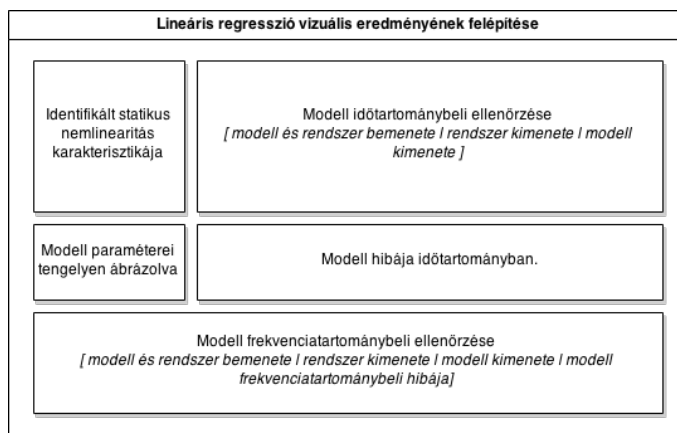 Lineáris regresszió vizuális eredményének felépítése
Identifikált statikus
nemlinearitás
karakterisztikája
Modell időtartománybeli ellenőrzése
[ modell és rendszer bemenete l rendszer kimenete l modell
kimenete ]
Modell paraméterei
tengelyen ábrázolva
Modell hibája időtartományban.
Modell frekvenciatartománybeli ellenőrzése
[ modell és rendszer bemenete l rendszer kimenete l modell kimenete l modell
frekvenciatartománybeli hibája]